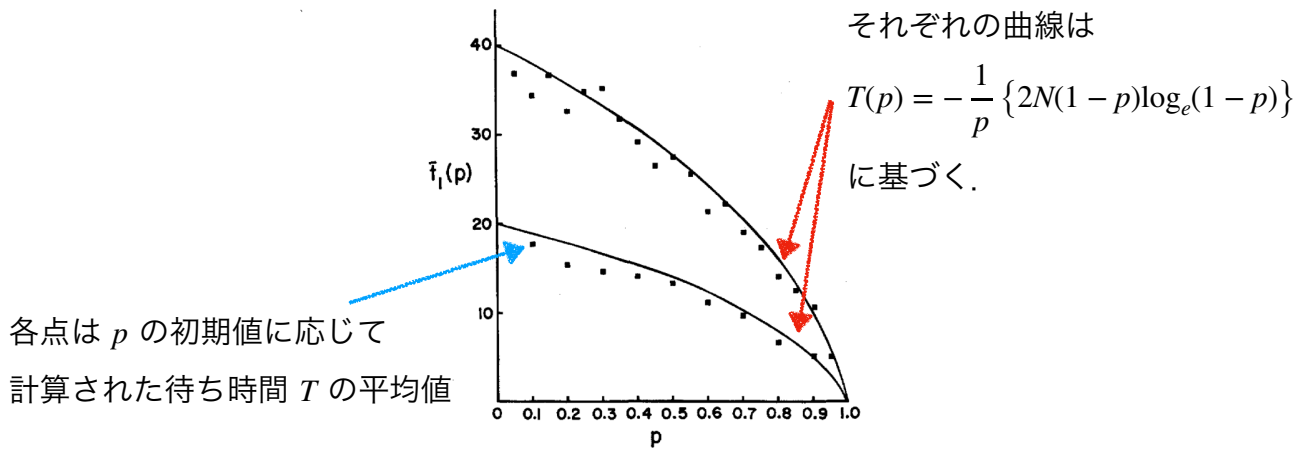 それぞれの曲線は
T(p) = − 1/p {2N(1 − p)log_e(1 − p)}
に基づく.
40
30
t̄₁(p)
20
10
各点は p の初期値に応じて
計算された待ち時間 T の平均値
0 0.1 0.2 0.3 0.4 0.5 0.6 0.7 0.8 0.9 1.0
p